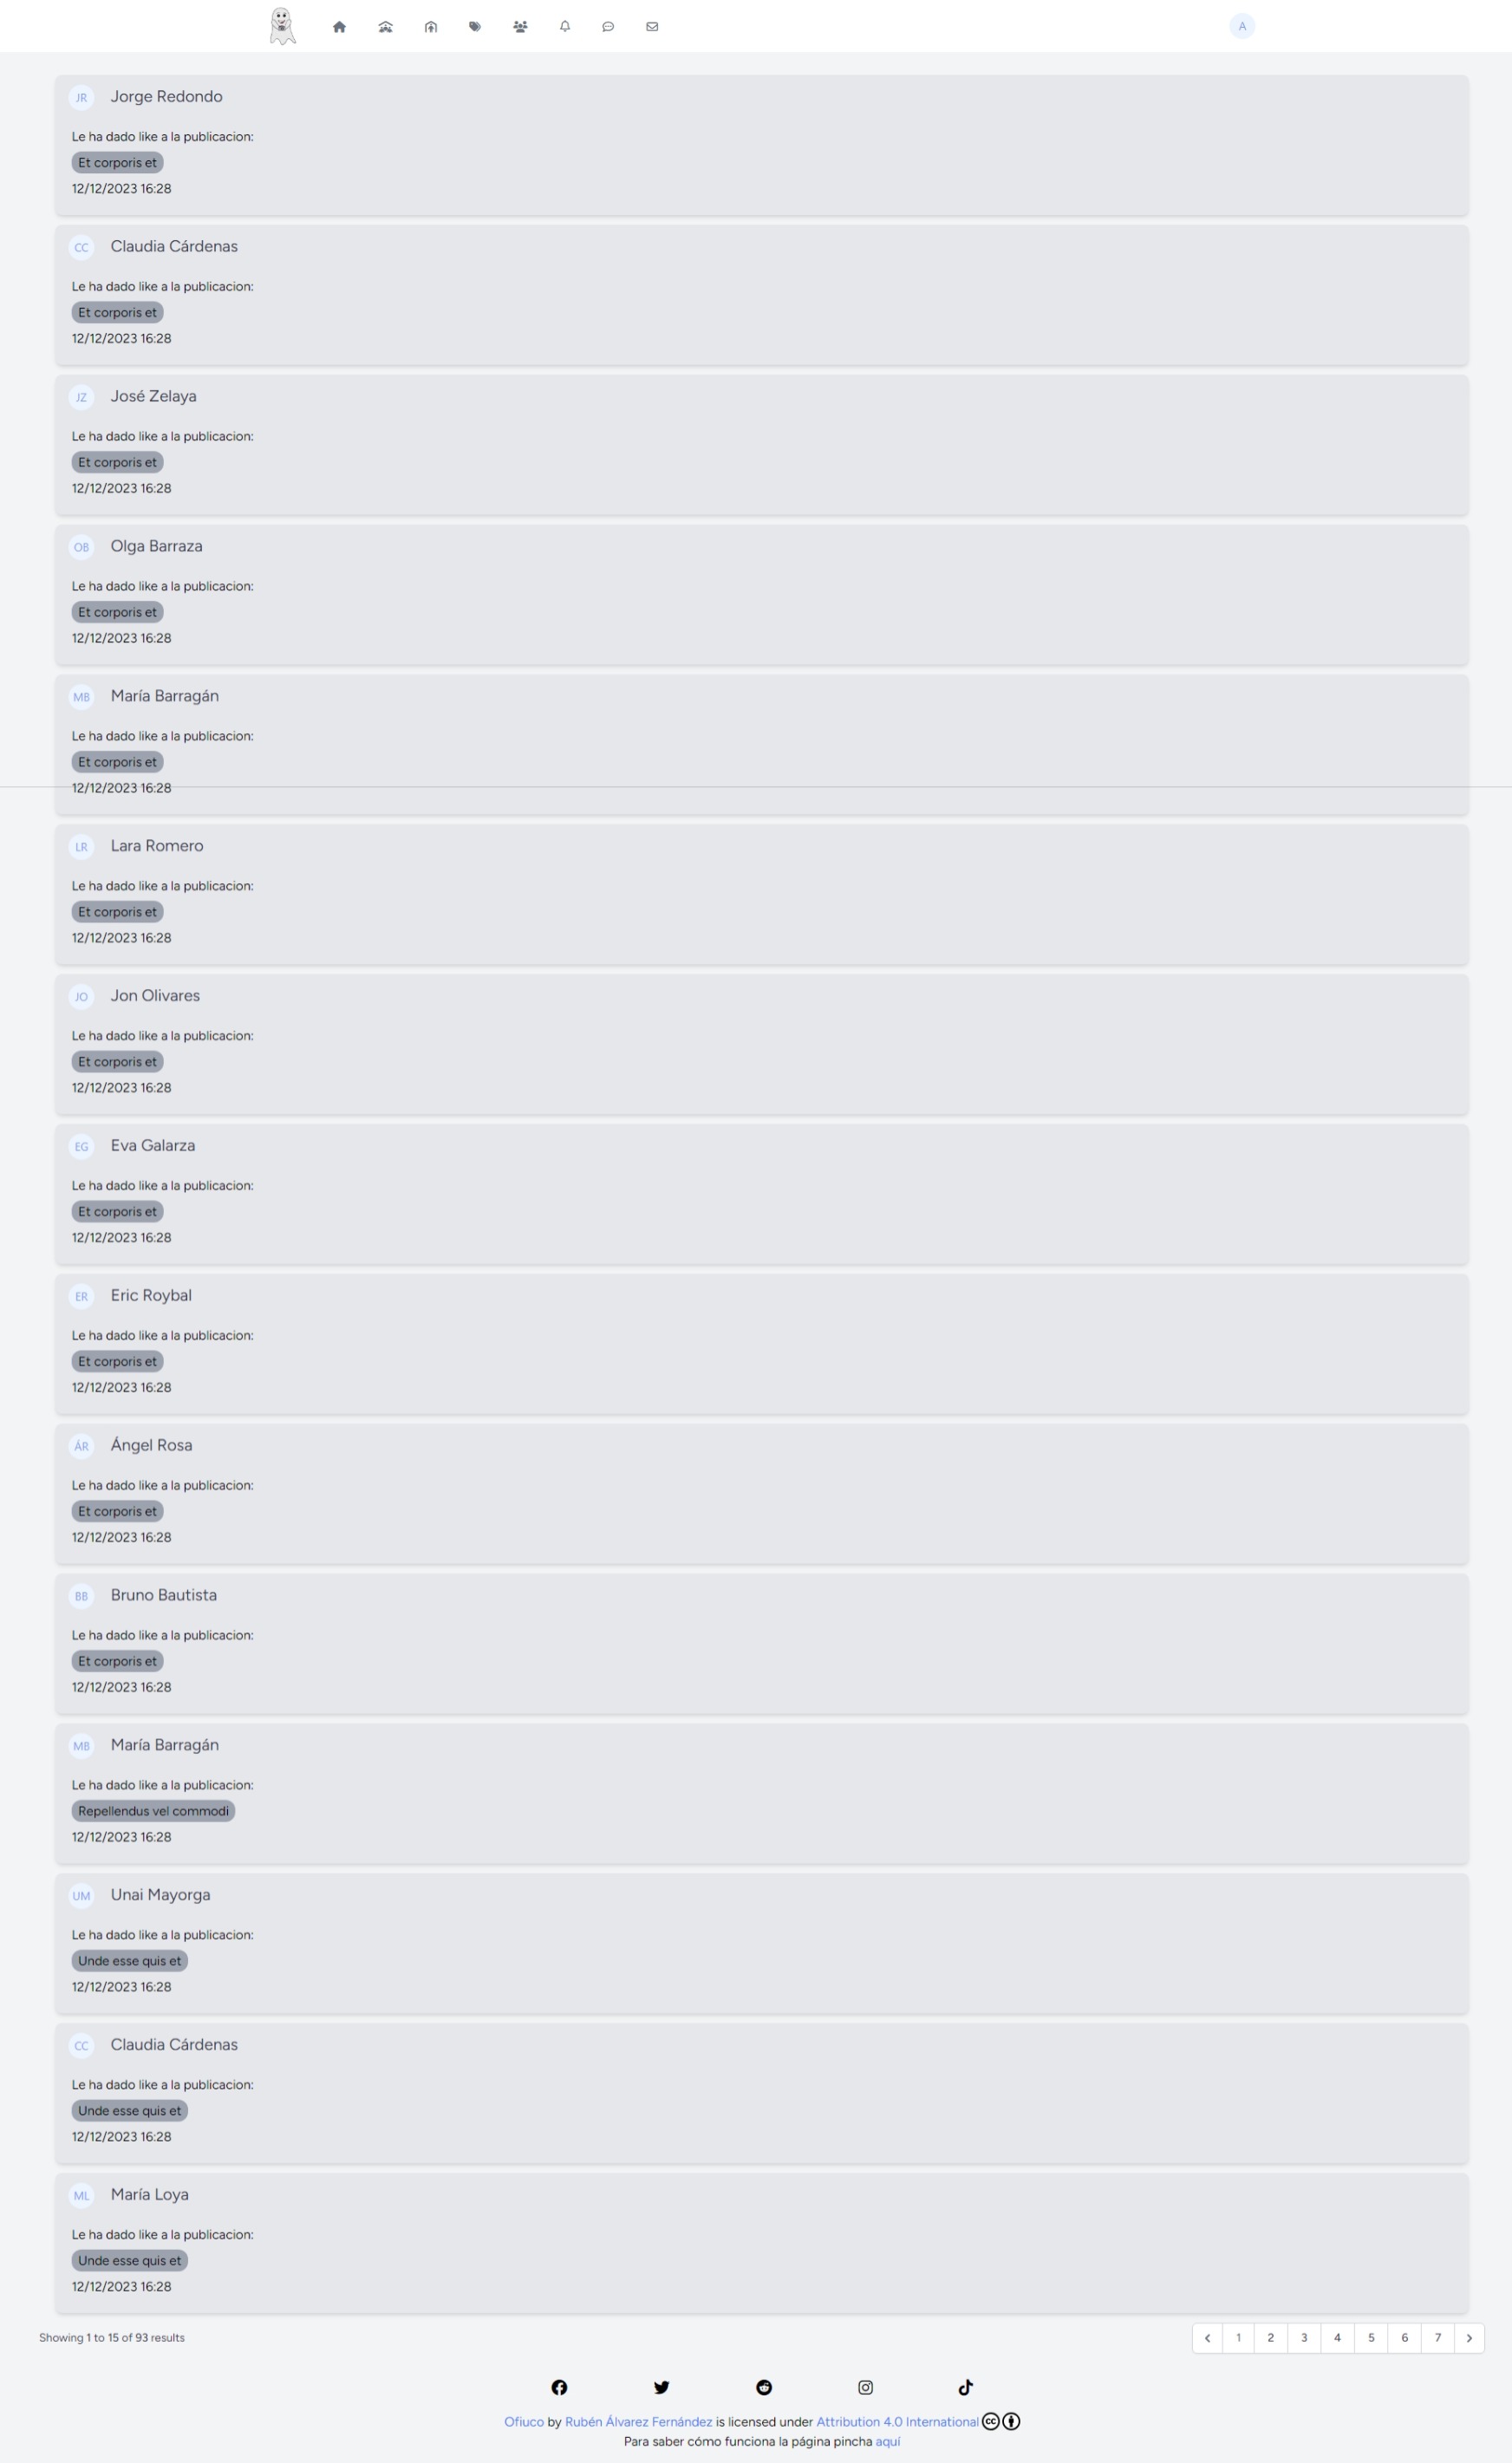 A
JR Jorge Redondo
Le ha dado like a la publicacion:
Et corporis et
12/12/2023 16:28
CC Claudia Cárdenas
Le ha dado like a la publicacion:
Et corporis et
12/12/2023 16:28
JZ José Zelaya
Le ha dado like a la publicacion:
Et corporis et
12/12/2023 16:28
OB Olga Barraza
Le ha dado like a la publicacion:
Et corporis et
12/12/2023 16:28
MB María Barragán
Le ha dado like a la publicacion:
Et corporis et
12/12/2023 16:28
LR Lara Romero
Le ha dado like a la publicacion:
Et corporis et
12/12/2023 16:28
JO Jon Olivares
Le ha dado like a la publicacion:
Et corporis et
12/12/2023 16:28
EG Eva Galarza
Le ha dado like a la publicacion:
Et corporis et
12/12/2023 16:28
ER Eric Roybal
Le ha dado like a la publicacion:
Et corporis et
12/12/2023 16:28
ÁR Ángel Rosa
Le ha dado like a la publicacion:
Et corporis et
12/12/2023 16:28
BB Bruno Bautista
Le ha dado like a la publicacion:
Et corporis et
12/12/2023 16:28
MB María Barragán
Le ha dado like a la publicacion:
Repellendus vel commodi
12/12/2023 16:28
UM Unai Mayorga
Le ha dado like a la publicacion:
Unde esse quis et
12/12/2023 16:28
CC Claudia Cárdenas
Le ha dado like a la publicacion:
Unde esse quis et
12/12/2023 16:28
ML María Loya
Le ha dado like a la publicacion:
Unde esse quis et
12/12/2023 16:28
Showing 1 to 15 of 93 results 1 2 3 4 5 6 7
Ofiuco by Rubén Álvarez Fernández is licensed under Attribution 4.0 International
Para saber cómo funciona la página pincha aquí